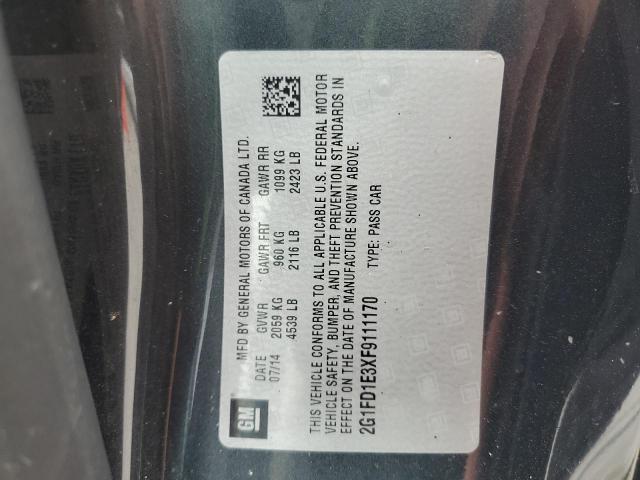 GM
MFD BY GENERAL MOTORS OF CANADA LTD.
DATE GVWR GAWR FRT GAWR RR
07/14 2059 KG 960 KG 1099 KG
4539 LB 2116 LB 2423 LB
THIS VEHICLE CONFORMS TO ALL APPLICABLE U.S. FEDERAL MOTOR
VEHICLE SAFETY, BUMPER, AND THEFT PREVENTION STANDARDS IN
EFFECT ON THE DATE OF MANUFACTURE SHOWN ABOVE.
2G1FD1E3XF9111170 TYPE: PASS CAR